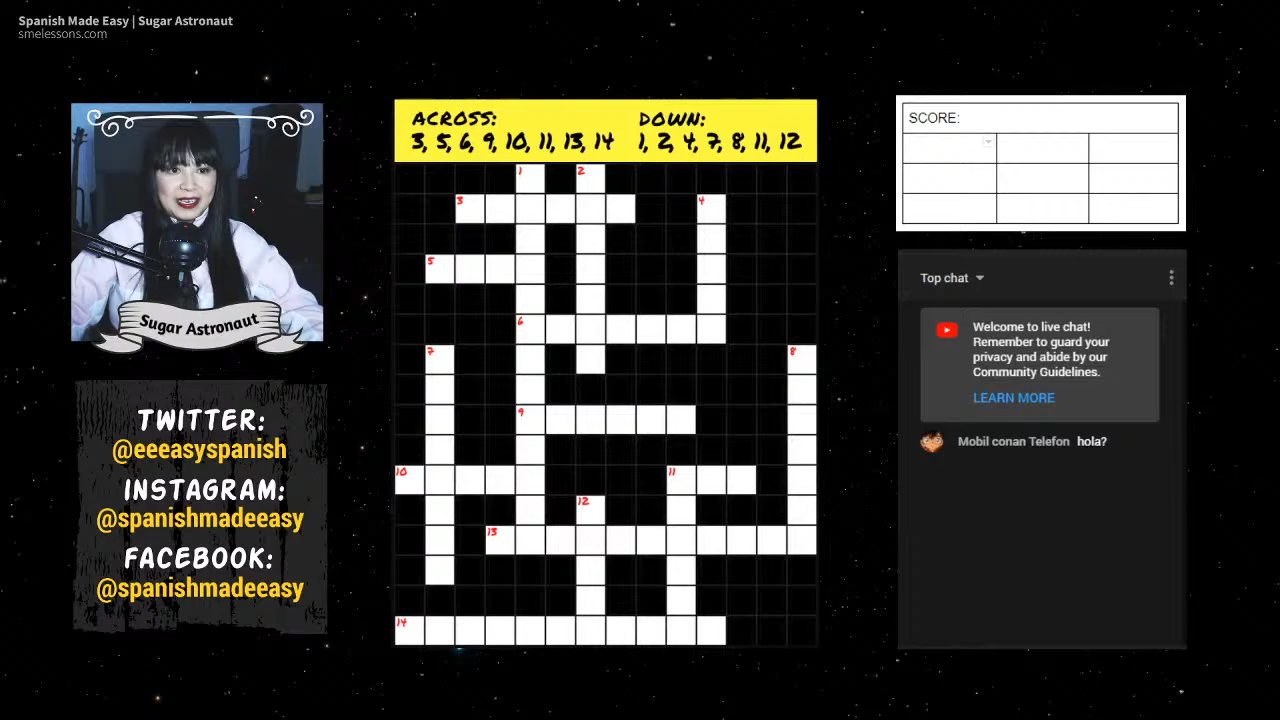 Spanish Made Easy | Sugar Astronaut
smelessons.com
Sugar Astronaut
TWITTER:
@eeeasyspanish
INSTAGRAM:
@spanishmadeeasy
FACEBOOK:
@spanishmadeeasy
ACROSS:
3, 5, 6, 9, 10, 11, 13, 14
DOWN:
1, 2, 4, 7, 8, 11, 12
1 2
3 4
5
6
7 8
9
10 11
12
13
14
SCORE:
Top chat
Welcome to live chat!
Remember to guard your
privacy and abide by our
Community Guidelines.
LEARN MORE
Mobil conan Telefon hola?